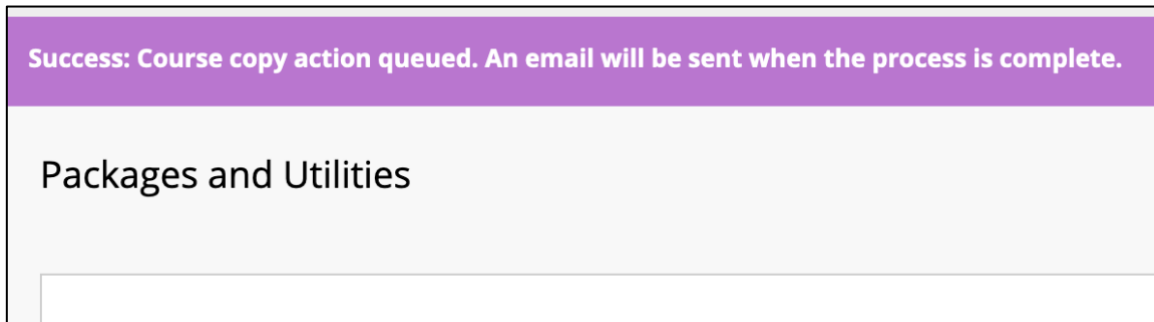 Success: Course copy action queued. An email will be sent when the process is complete.
Packages and Utilities